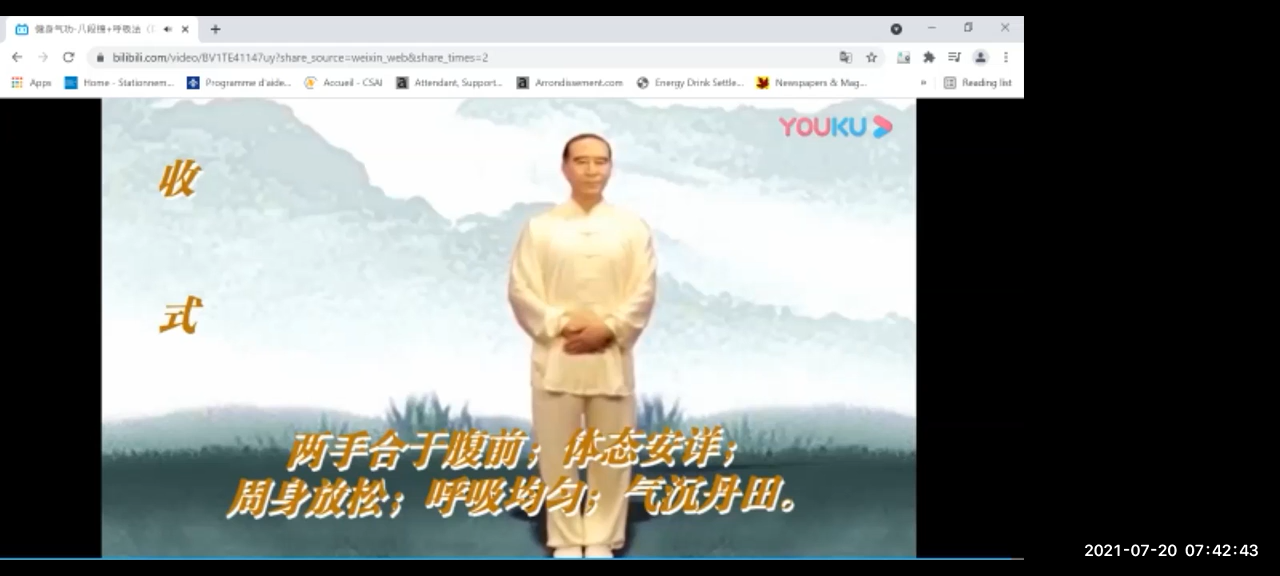 健身气功-八段锦+呼吸法
bilibili.com/video/BV1TE41147uy?share_source=weixin_web&share_times=2
Apps
Home - Stationnem...
Programme d'aide...
Accueil - CSAI
Attendant, Support...
Arrondissement.com
Energy Drink Settle...
Newspapers & Mag...
»
Reading list
YOUKU
收
式
两手合于腹前；体态安详；
周身放松；呼吸均匀；气沉丹田。
2021-07-20 07:42:43